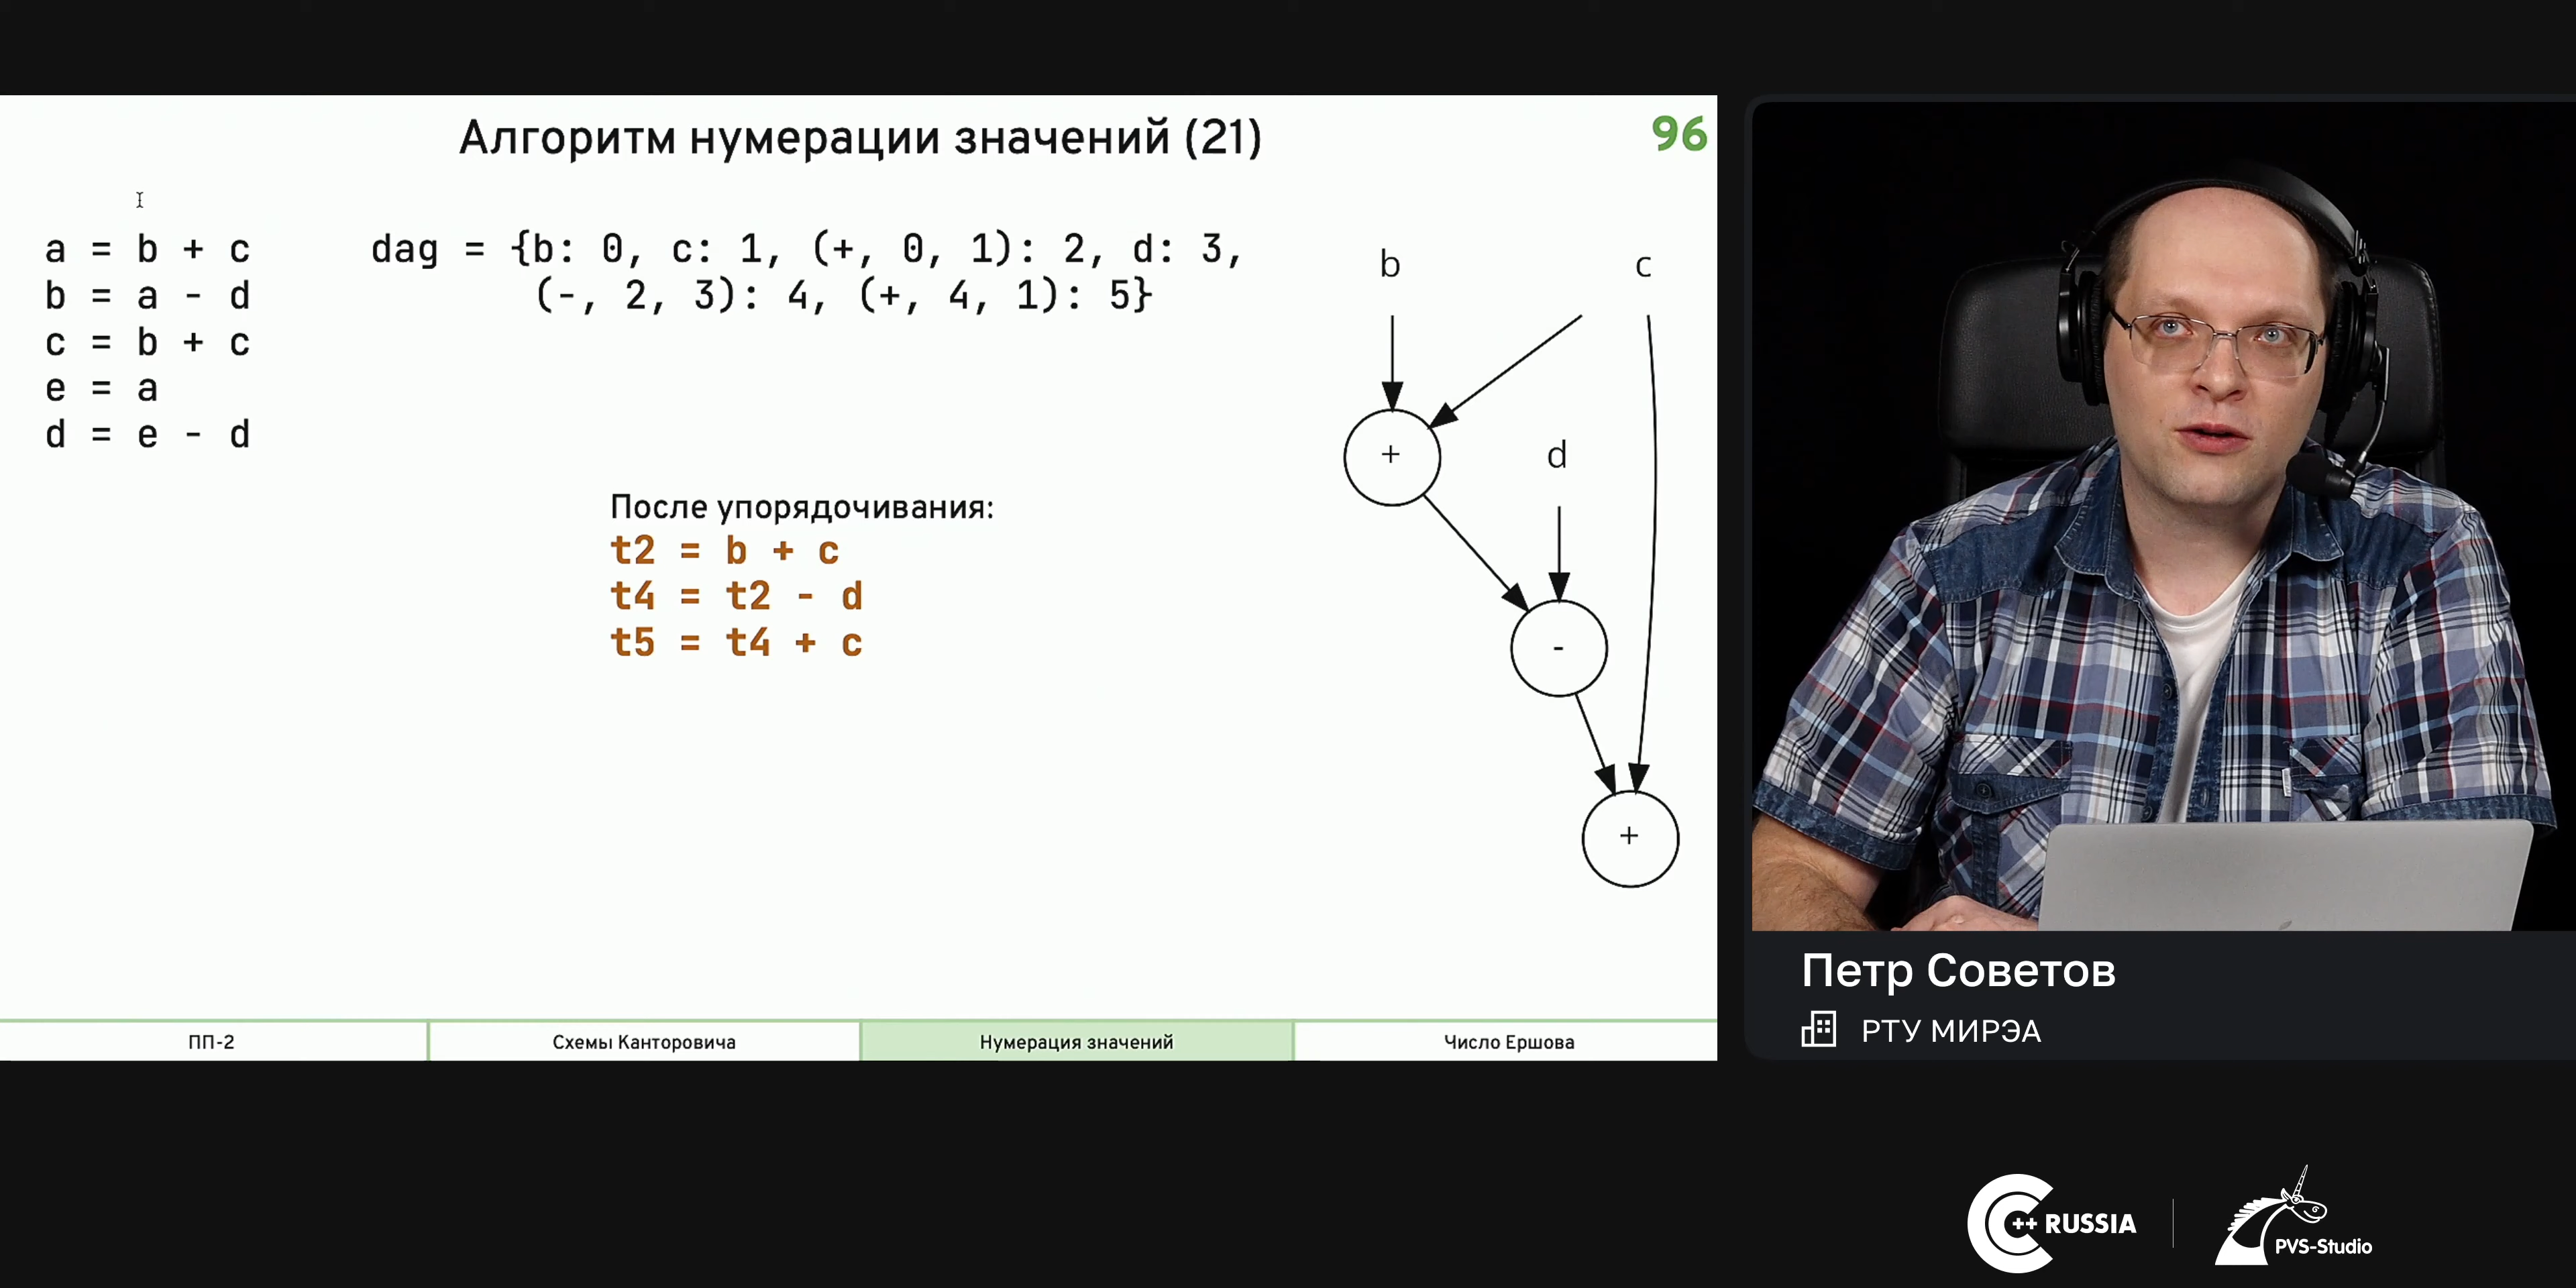 Алгоритм нумерации значений (21)
96
a = b + c
b = a - d
c = b + c
e = a
d = e - d
dag = {b: 0, c: 1, (+, 0, 1): 2, d: 3,
(-, 2, 3): 4, (+, 4, 1): 5}
После упорядочивания:
t2 = b + c
t4 = t2 - d
t5 = t4 + c
b
c
+
d
-
+
ПП-2
Схемы Канторовича
Нумерация значений
Число Ершова
Петр Советов
РТУ МИРЭА
C++ RUSSIA
PVS-Studio